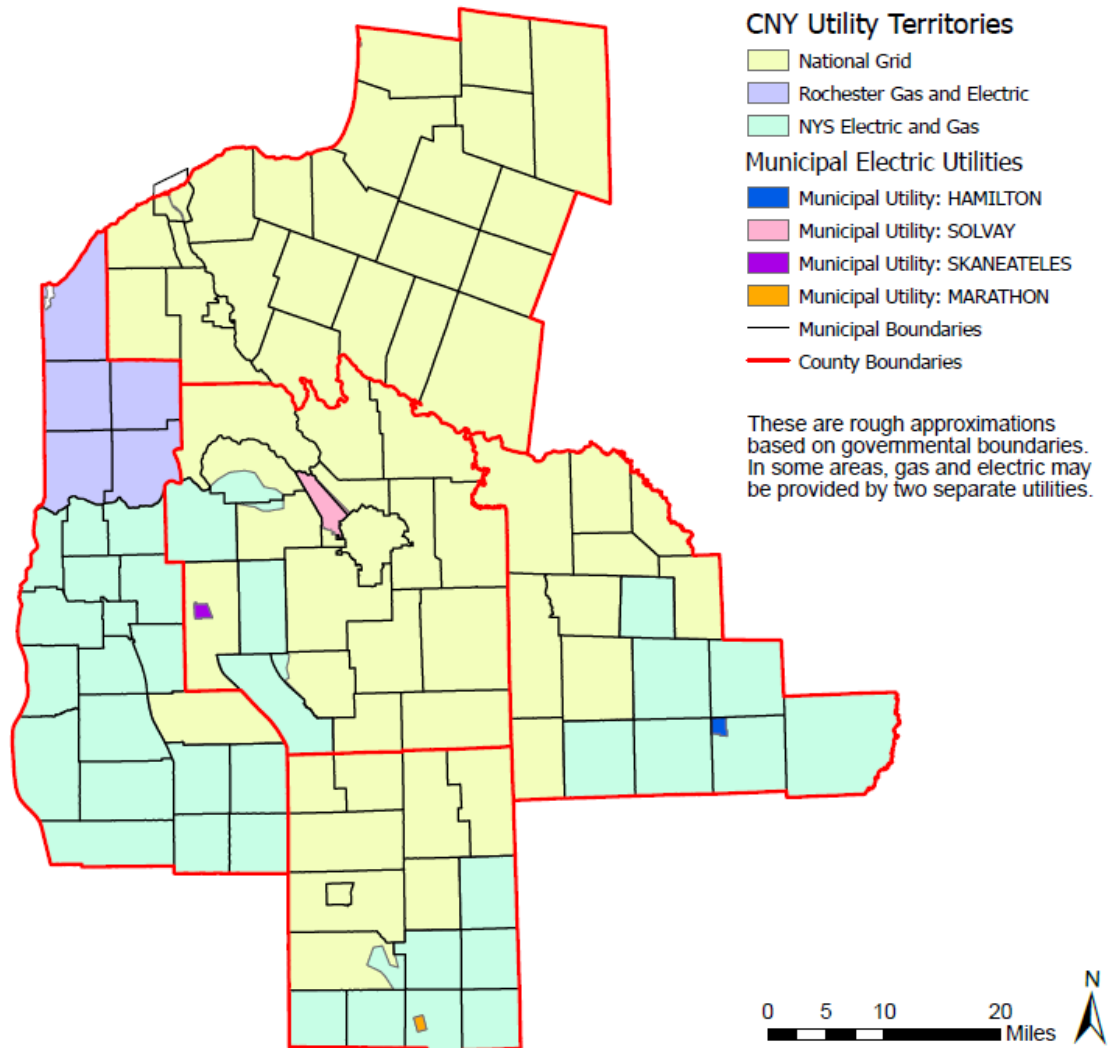 CNY Utility Territories
National Grid
Rochester Gas and Electric
NYS Electric and Gas
Municipal Electric Utilities
Municipal Utility: HAMILTON
Municipal Utility: SOLVAY
Municipal Utility: SKANEATELES
Municipal Utility: MARATHON
Municipal Boundaries
County Boundaries
These are rough approximations
based on governmental boundaries.
In some areas, gas and electric may
be provided by two separate utilities.
N
0 5 10 20
Miles